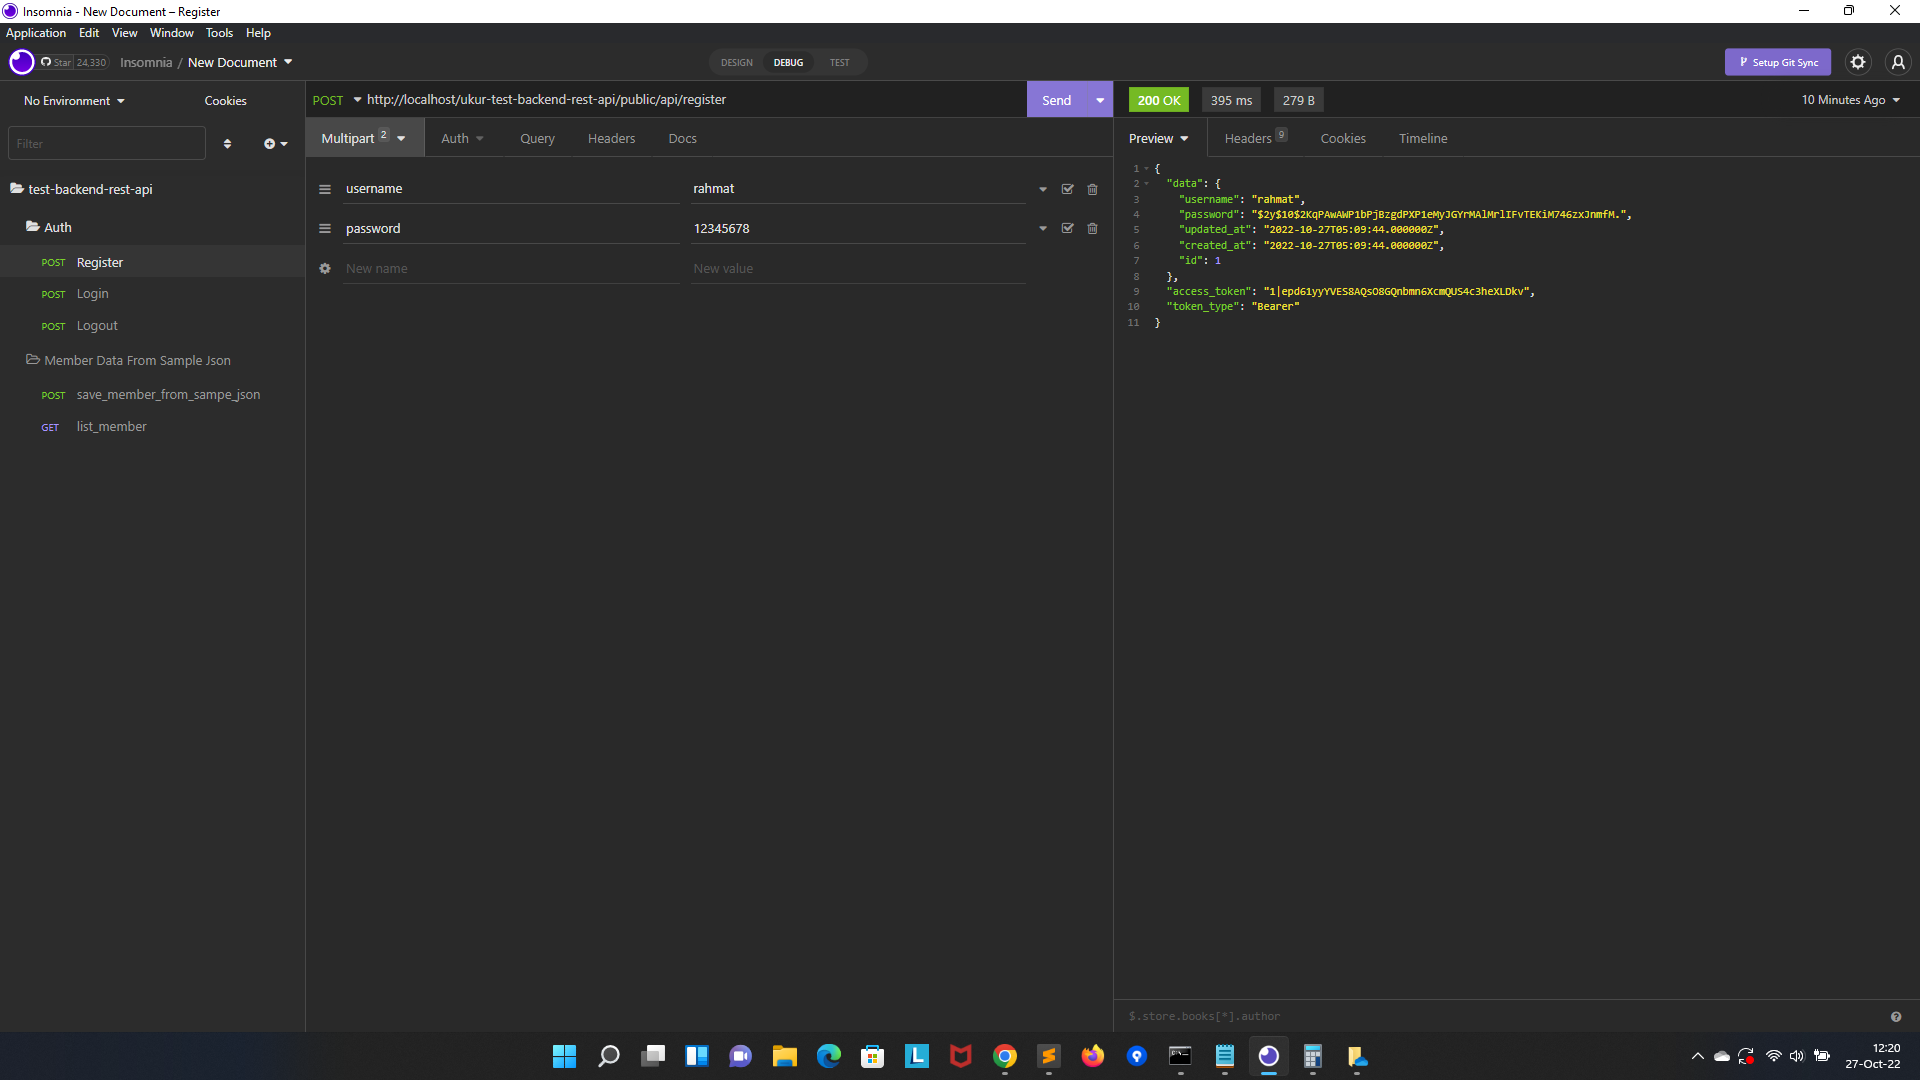 Insomnia - New Document – Register
Application Edit View Window Tools Help
Star 24,330 Insomnia / New Document DESIGN DEBUG TEST Setup Git Sync
No Environment Cookies
Filter
test-backend-rest-api
Auth
POST Register
POST Login
POST Logout
Member Data From Sample Json
POST save_member_from_sampe_json
GET list_member
POST http://localhost/ukur-test-backend-rest-api/public/api/register Send
Multipart 2 Auth Query Headers Docs
username rahmat
password 12345678
New name New value
200 OK 395 ms 279 B 10 Minutes Ago
Preview Headers 9 Cookies Timeline
1 {
2 "data": {
3 "username": "rahmat",
4 "password": "$2y$10$2KqPAwAWP1bPjBzgdPXP1eMyJGYrMAlMrlIFvTEKiM746zxJnmfM.",
5 "updated_at": "2022-10-27T05:09:44.000000Z",
6 "created_at": "2022-10-27T05:09:44.000000Z",
7 "id": 1
8 },
9 "access_token": "1|epd61yyYVES8AQsO8GQnbmn6XcmQUS4c3heXLDkv",
10 "token_type": "Bearer"
11 }
$.store.books[*].author
12:20
27-Oct-22